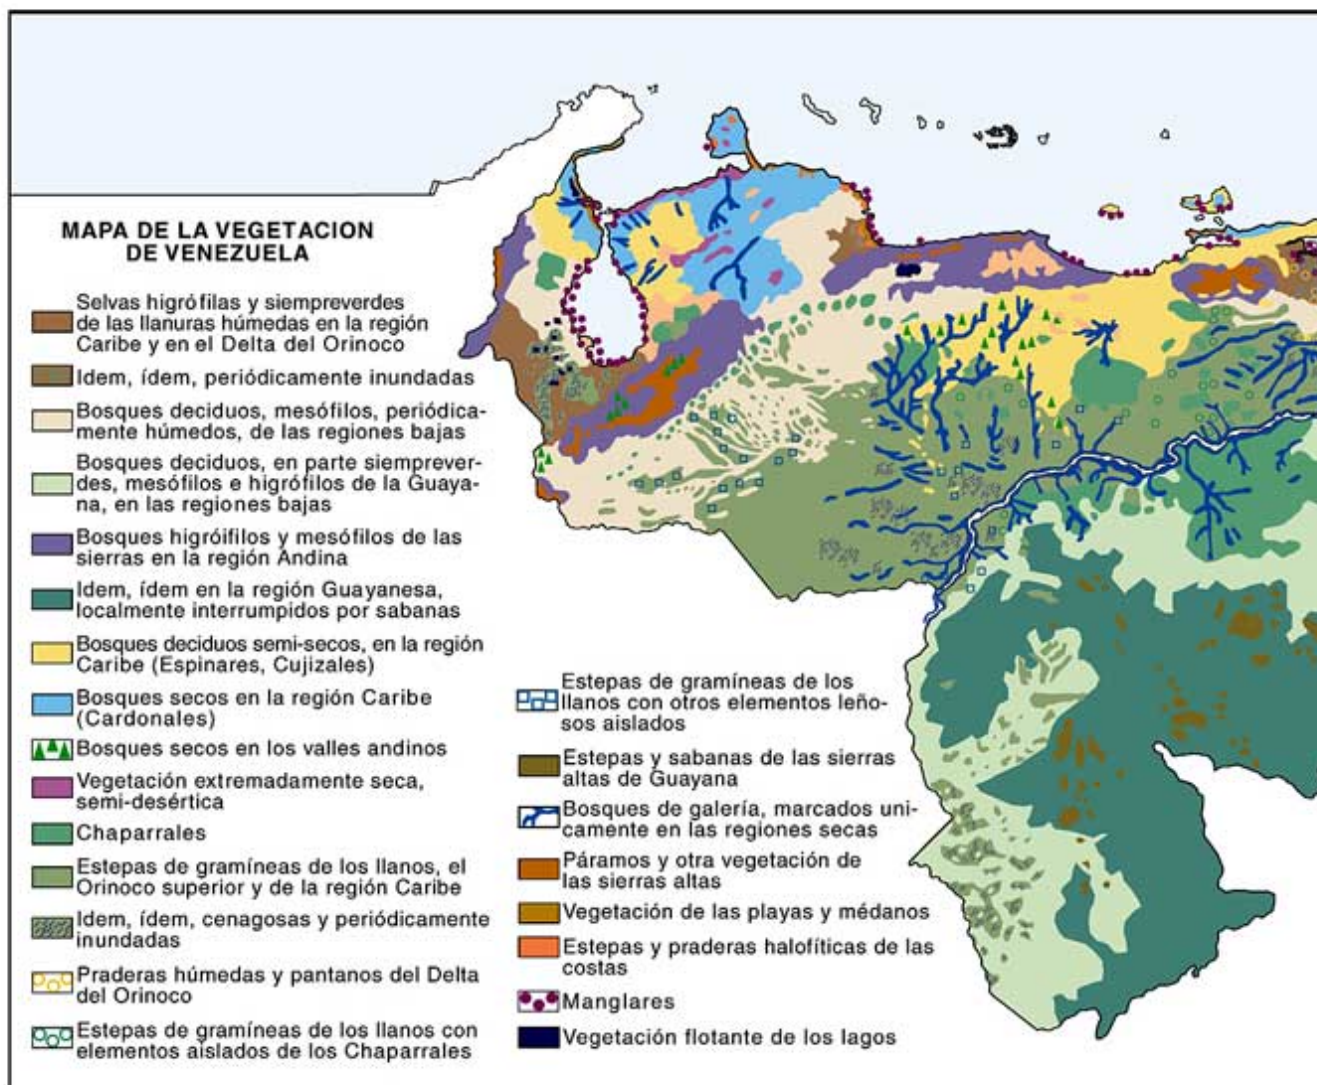 MAPA DE LA VEGETACION
DE VENEZUELA
Selvas higrófilas y siempreverdes
de las llanuras húmedas en la región
Caribe y en el Delta del Orinoco
Idem, ídem, periódicamente inundadas
Bosques deciduos, mesófilos, periódica-
mente húmedos, de las regiones bajas
Bosques deciduos, en parte siemprever-
des, mesófilos e higrófilos de la Guaya-
na, en las regiones bajas
Bosques higróifilos y mesófilos de las
sierras en la región Andina
Idem, ídem en la región Guayanesa,
localmente interrumpidos por sabanas
Bosques deciduos semi-secos, en la región
Caribe (Espinares, Cujizales)
Bosques secos en la región Caribe
(Cardonales)
Bosques secos en los valles andinos
Vegetación extremadamente seca,
semi-desértica
Chaparrales
Estepas de gramíneas de los llanos, el
Orinoco superior y de la región Caribe
Idem, ídem, cenagosas y periódicamente
inundadas
Praderas húmedas y pantanos del Delta
del Orinoco
Estepas de gramíneas de los llanos con
elementos aislados de los Chaparrales
Estepas de gramíneas de los
llanos con otros elementos leño-
sos aislados
Estepas y sabanas de las sierras
altas de Guayana
Bosques de galería, marcados uni-
camente en las regiones secas
Páramos y otra vegetación de
las sierras altas
Vegetación de las playas y médanos
Estepas y praderas halofíticas de las
costas
Manglares
Vegetación flotante de los lagos